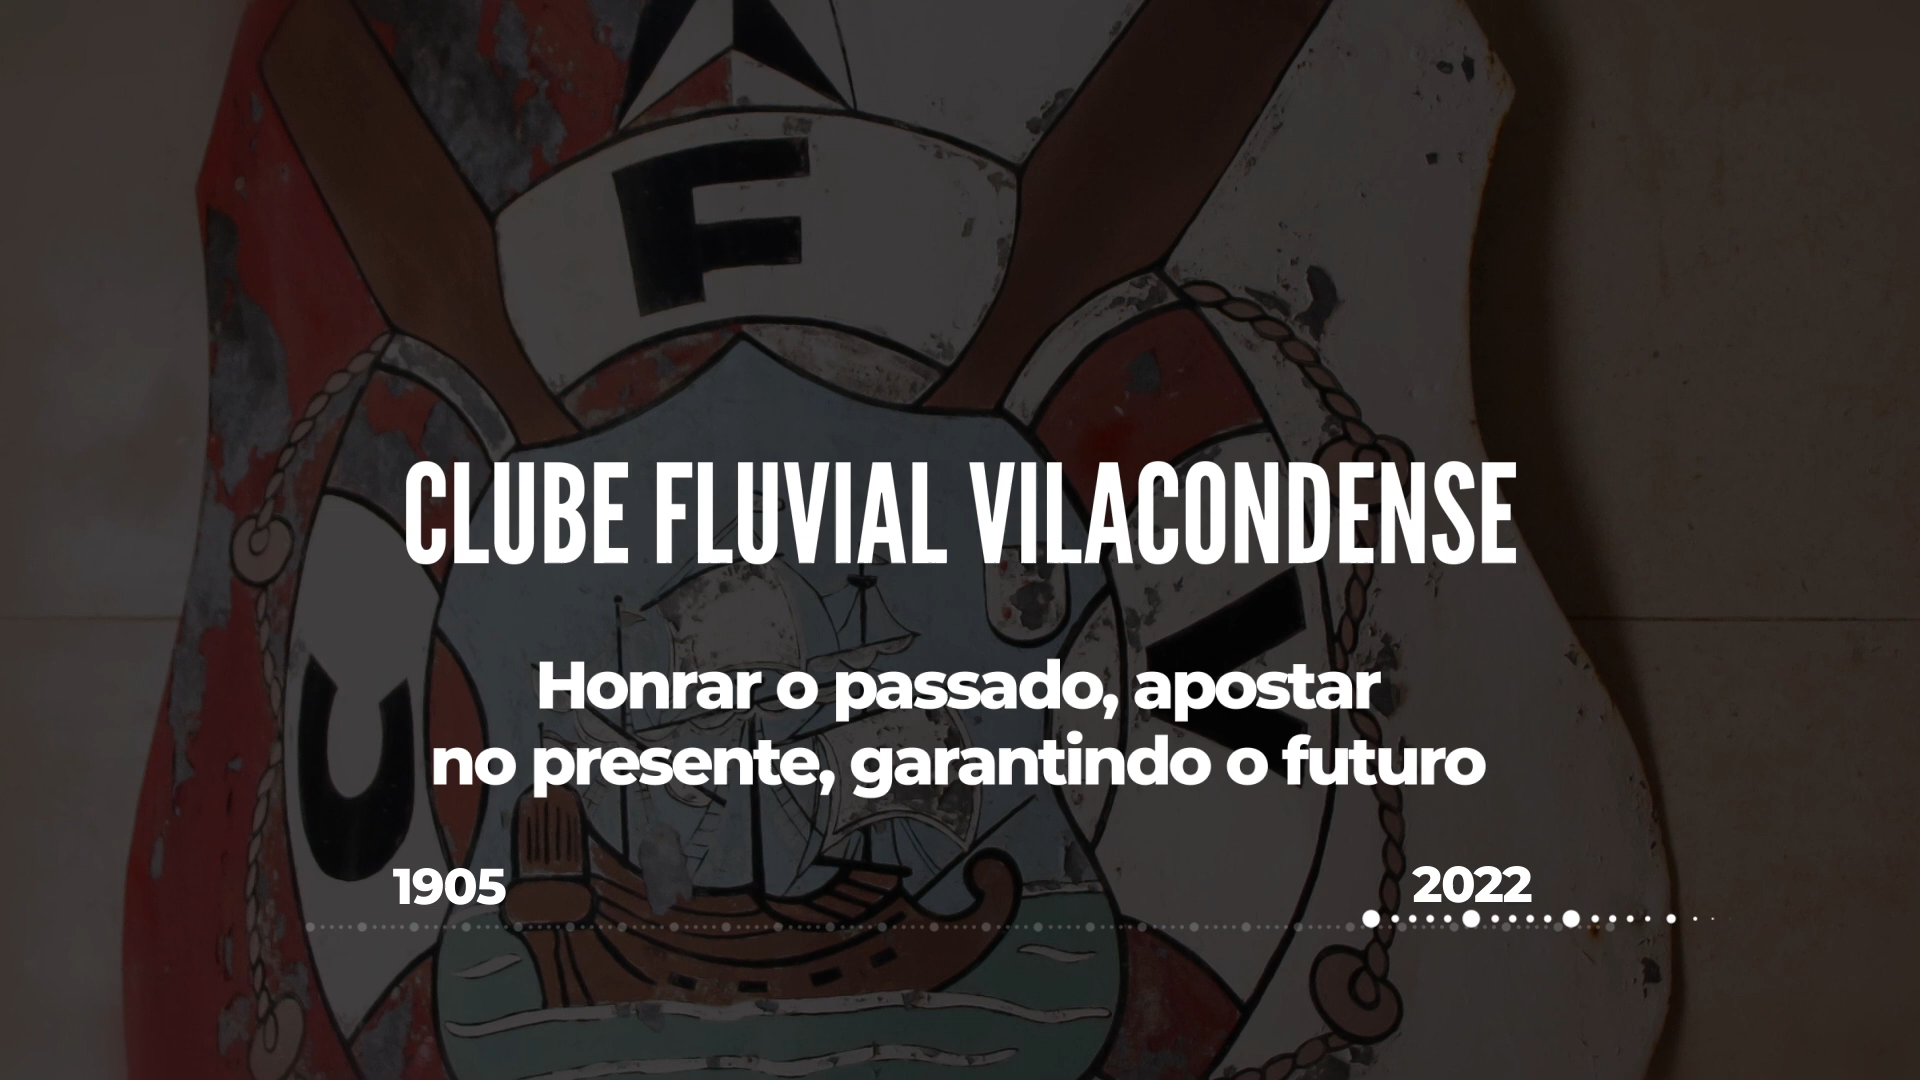 F
CLUBE FLUVIAL VILACONDENSE
C
V
Honrar o passado, apostar
no presente, garantindo o futuro
1905
2022